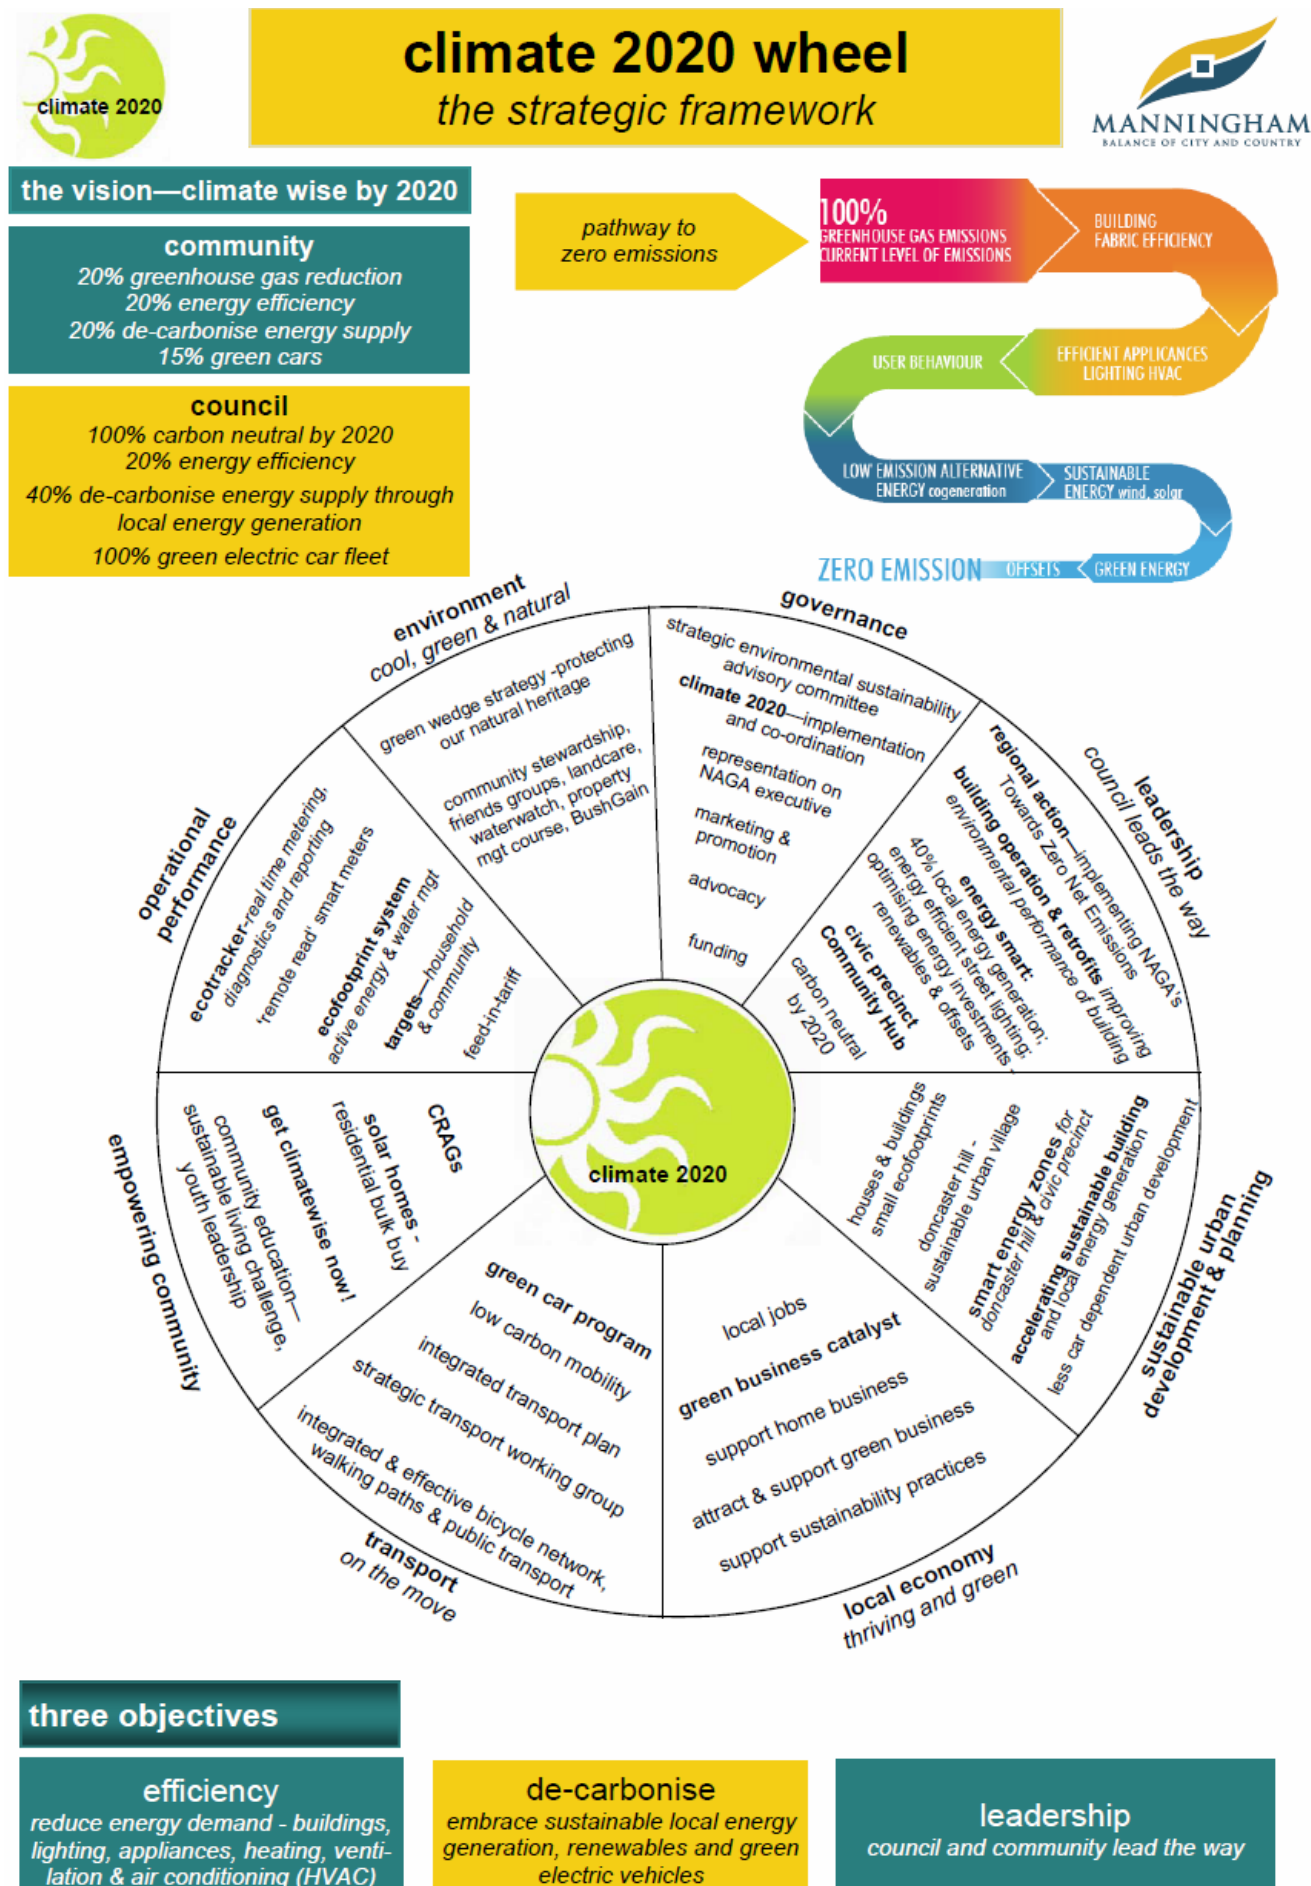 climate 2020
climate 2020 wheel
the strategic framework
MANNINGHAM
BALANCE OF CITY AND COUNTRY
the vision—climate wise by 2020
community
20% greenhouse gas reduction
20% energy efficiency
20% de-carbonise energy supply
15% green cars
council
100% carbon neutral by 2020
20% energy efficiency
40% de-carbonise energy supply through
local energy generation
100% green electric car fleet
pathway to
zero emissions
100%
GREENHOUSE GAS EMISSIONS
CURRENT LEVEL OF EMISSIONS
BUILDING
FABRIC EFFICIENCY
EFFICIENT APPLICANCES
LIGHTING HVAC
USER BEHAVIOUR
LOW EMISSION ALTERNATIVE
ENERGY cogeneration
SUSTAINABLE
ENERGY wind, solar
GREEN ENERGY
OFFSETS
ZERO EMISSION
environment
cool, green & natural
green wedge strategy -protecting
our natural heritage
community stewardship,
friends groups, landcare,
waterwatch, property
mgt course, BushGain
governance
strategic environmental sustainability
advisory committee
climate 2020—implementation
and co-ordination
representation on
NAGA executive
marketing &
promotion
advocacy
funding
leadership
council leads the way
regional action—implementing NAGA's
Towards Zero Net Emissions
building operation & retrofits improving
environmental performance of building
energy smart:
40% local energy generation;
energy efficient street lighting;
optimising energy investments -
renewables & offsets
civic precinct
Community Hub
carbon neutral
by 2020
sustainable urban
development & planning
houses & buildings
small ecofootprints
doncaster hill -
sustainable urban village
smart energy zones for
doncaster hill & civic precinct
accelerating sustainable building
and local energy generation
less car dependent urban development
local economy
thriving and green
local jobs
green business catalyst
support home business
attract & support green business
support sustainability practices
transport
on the move
green car program
low carbon mobility
integrated transport plan
strategic transport working group
integrated & effective bicycle network,
walking paths & public transport
empowering community
CRAGs
solar homes -
residential bulk buy
get climatewise now!
community education—
sustainable living challenge,
youth leadership
operational
performance
ecotracker-real time metering,
diagnostics and reporting
'remote read' smart meters
ecofootprint system
active energy & water mgt
targets—household
& community
feed-in-tariff
climate 2020
three objectives
efficiency
reduce energy demand - buildings,
lighting, appliances, heating, venti-
lation & air conditioning (HVAC)
de-carbonise
embrace sustainable local energy
generation, renewables and green
electric vehicles
leadership
council and community lead the way